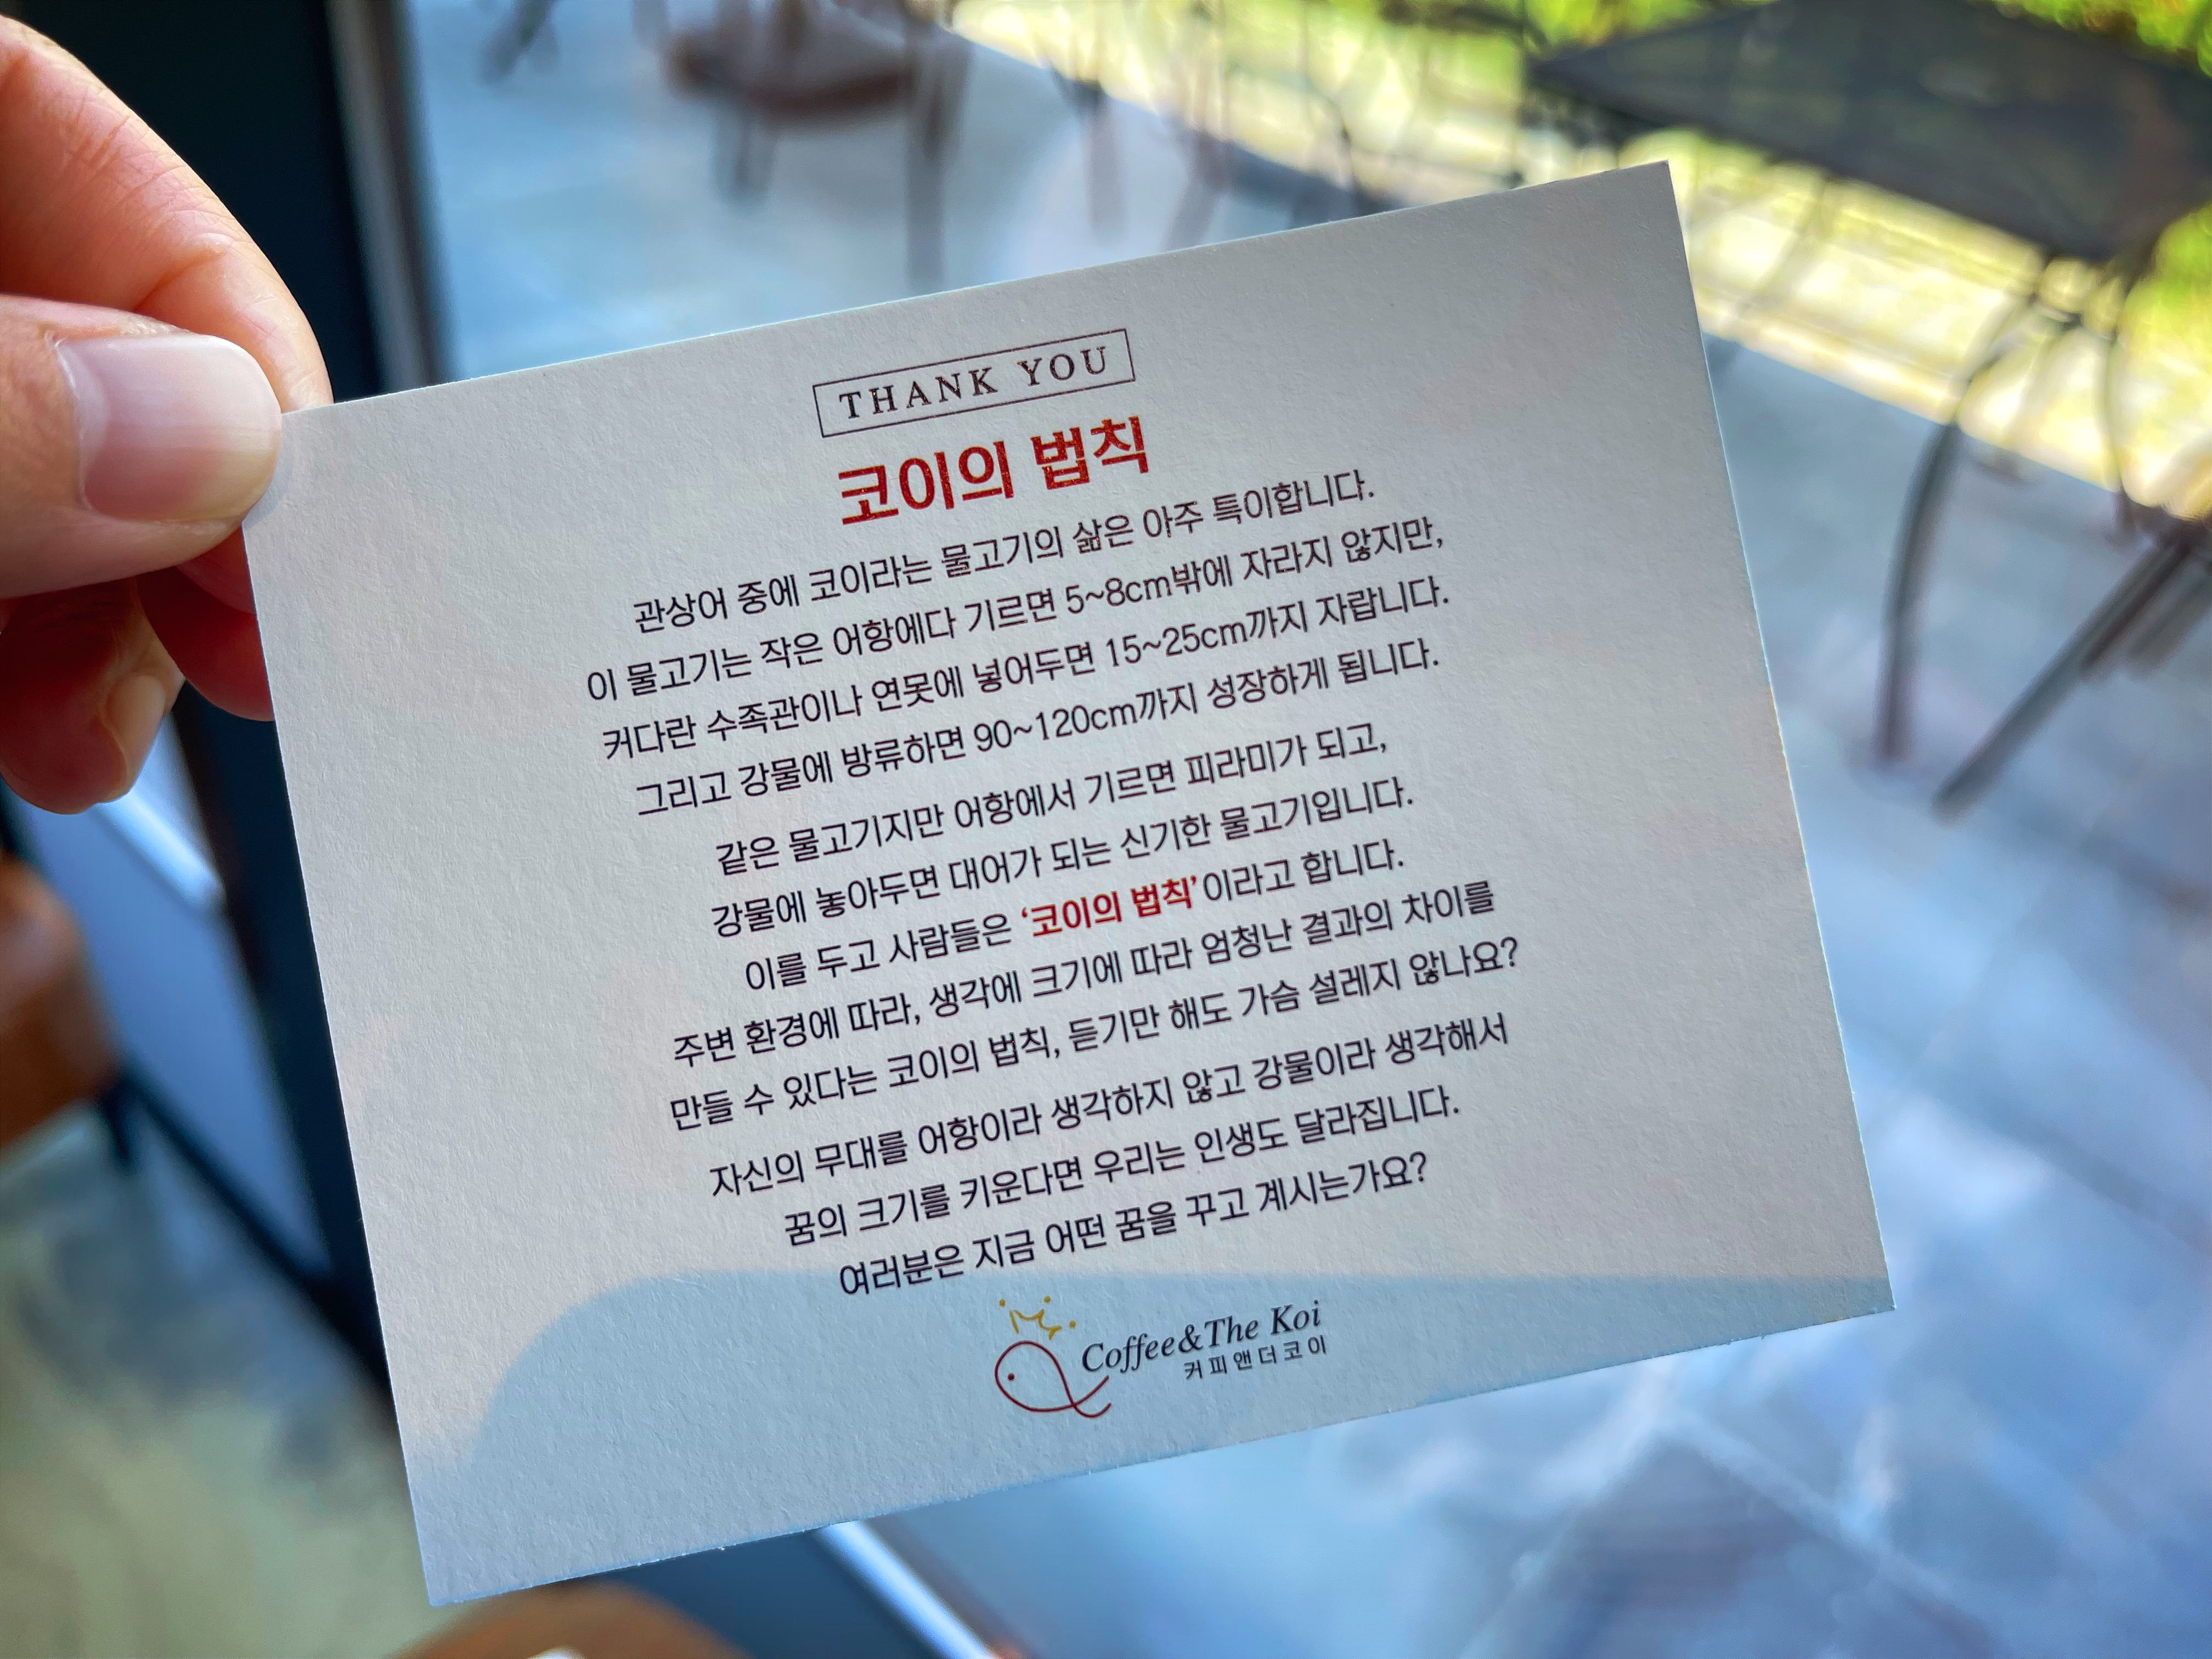 THANK YOU
코이의 법칙
관상어 중에 코이라는 물고기의 삶은 아주 특이합니다.
이 물고기는 작은 어항에다 기르면 5~8cm밖에 자라지 않지만,
커다란 수족관이나 연못에 넣어두면 15~25cm까지 자랍니다.
그리고 강물에 방류하면 90~120cm까지 성장하게 됩니다.
같은 물고기지만 어항에서 기르면 피라미가 되고,
강물에 놓아두면 대어가 되는 신기한 물고기입니다.
이를 두고 사람들은 ‘코이의 법칙’이라고 합니다.
주변 환경에 따라, 생각에 크기에 따라 엄청난 결과의 차이를
만들 수 있다는 코이의 법칙, 듣기만 해도 가슴 설레지 않나요?
자신의 무대를 어항이라 생각하지 않고 강물이라 생각해서
꿈의 크기를 키운다면 우리는 인생도 달라집니다.
여러분은 지금 어떤 꿈을 꾸고 계시는가요?
Coffee&The Koi
커피앤더코이